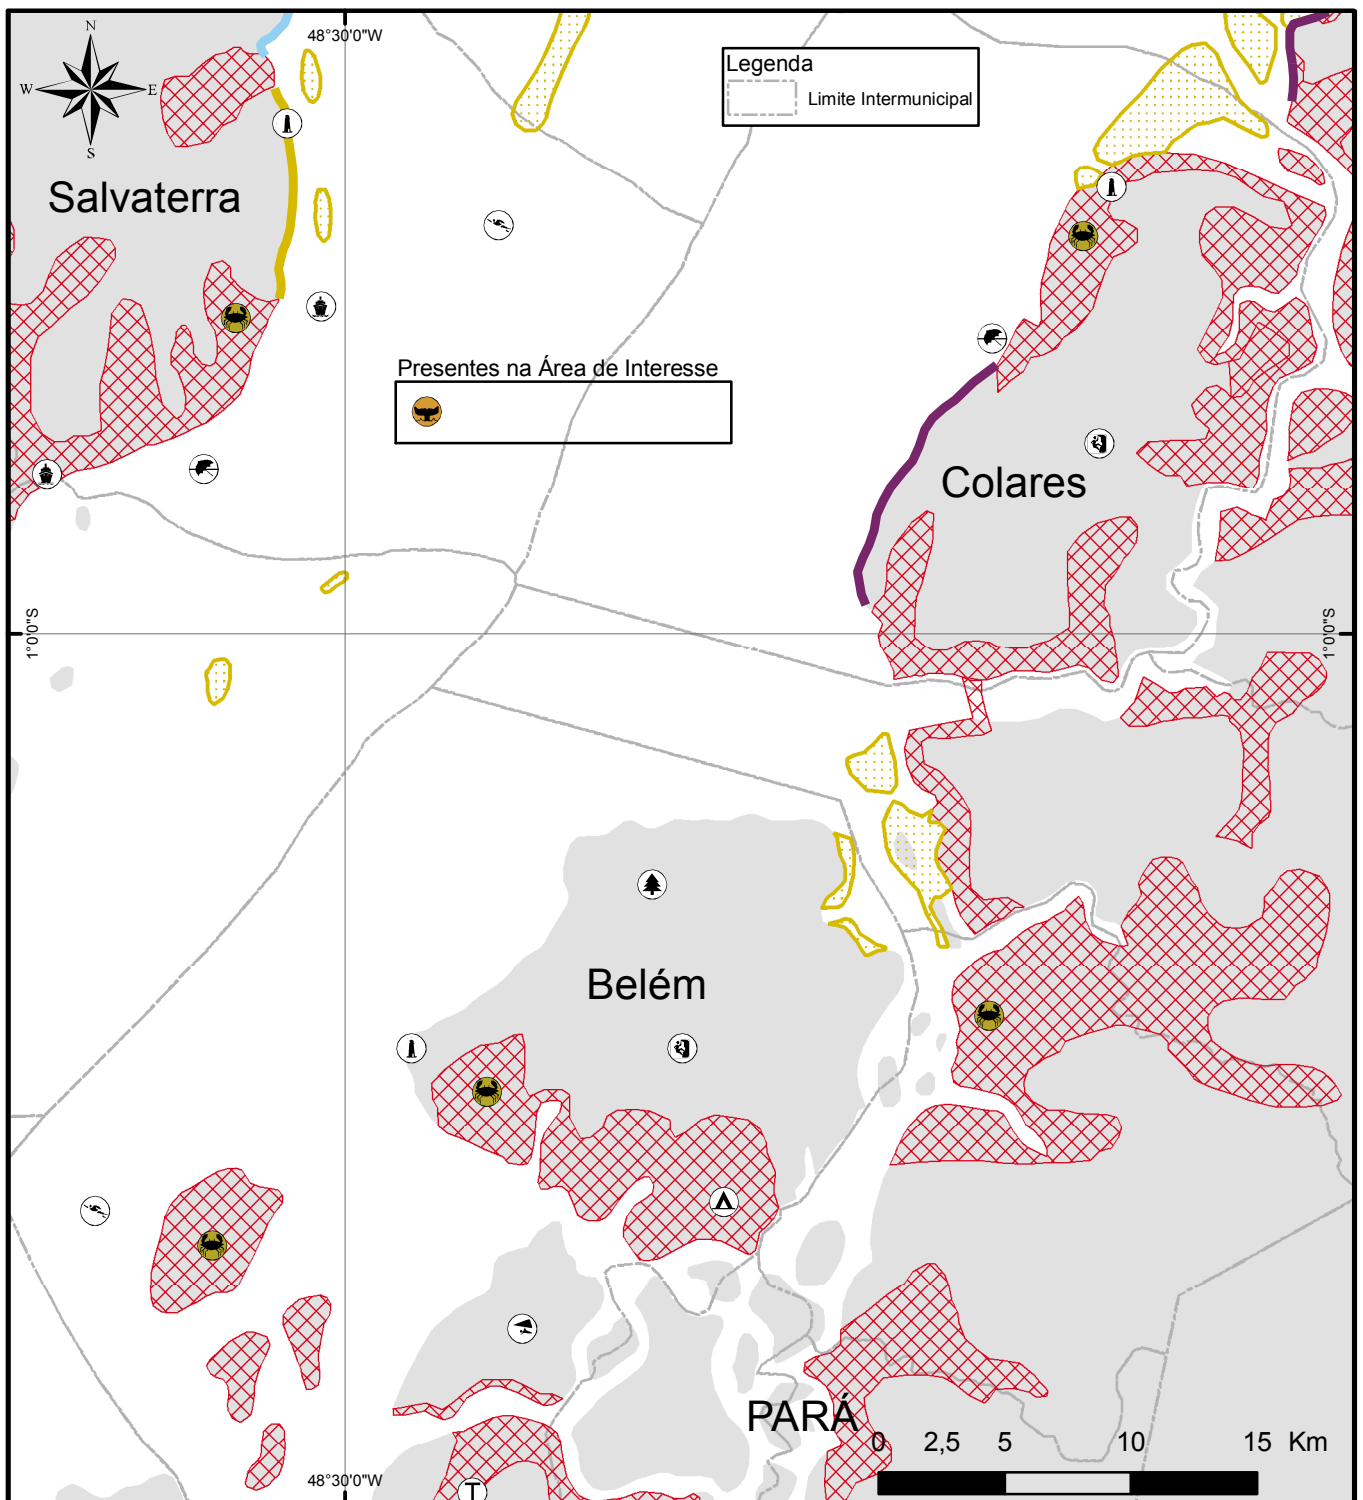 48°30'0"W
N
W
E
S
Legenda
Limite Intermunicipal
Salvaterra
Presentes na Área de Interesse
Colares
1°0'0"S
1°0'0"S
Belém
PARÁ
0 2,5 5 10 15 Km
48°30'0"W
T